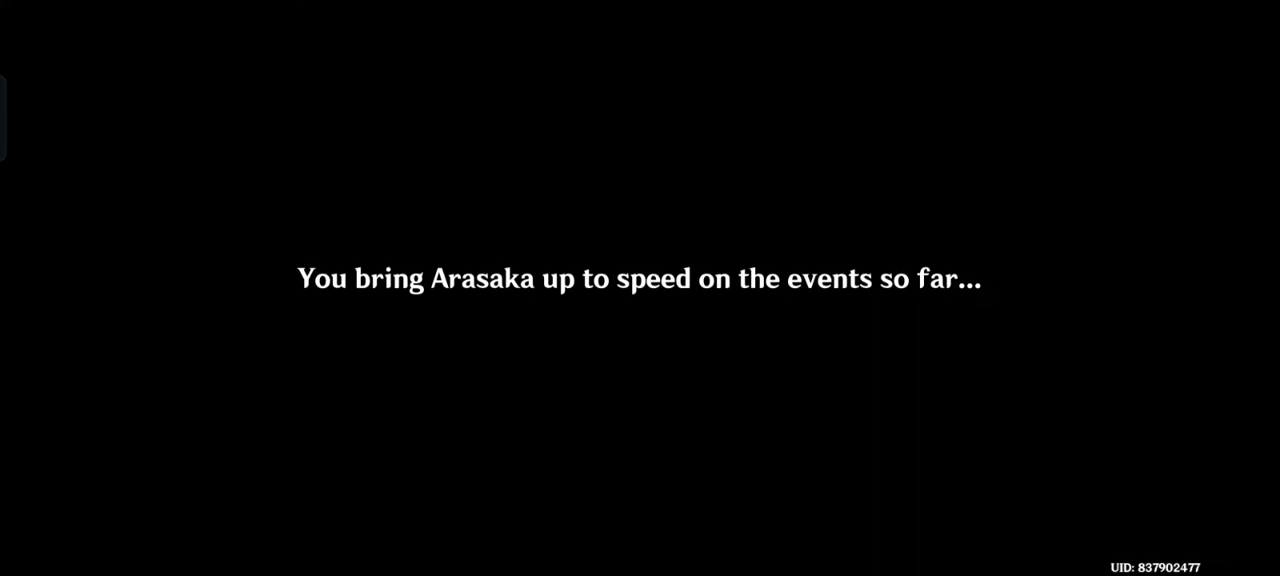 You bring Arasaka up to speed on the events so far...
UID: 837902477